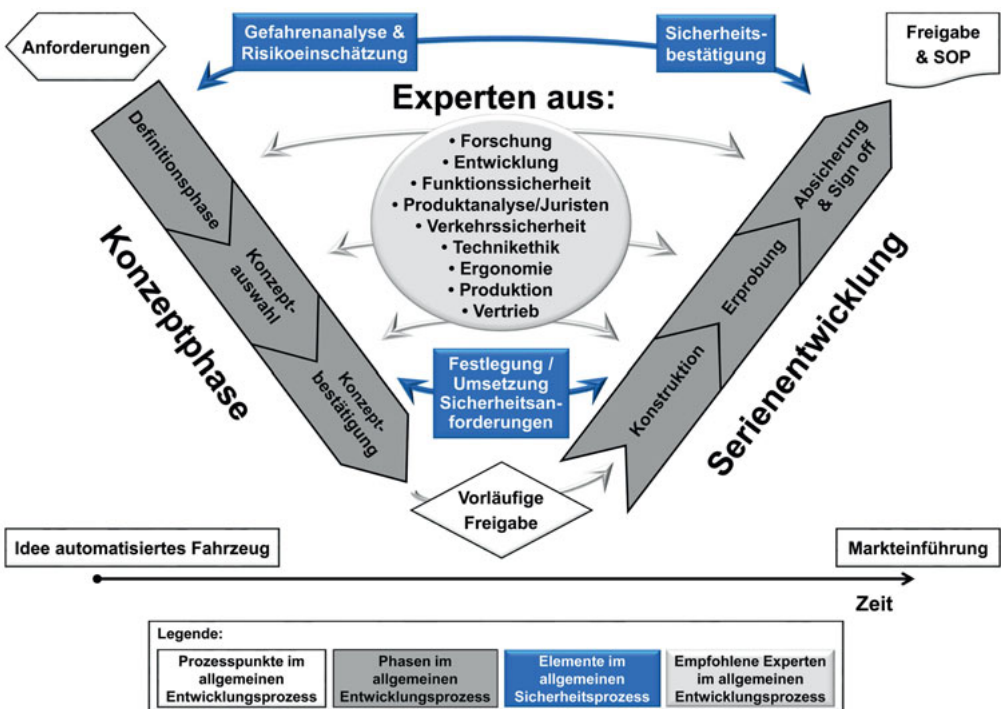 Anforderungen
Gefahrenanalyse &
Risikoeinschätzung
Sicherheits-
bestätigung
Freigabe
& SOP
Experten aus:
• Forschung
• Entwicklung
• Funktionssicherheit
• Produktanalyse/Juristen
• Verkehrssicherheit
• Technikethik
• Ergonomie
• Produktion
• Vertrieb
Konzeptphase
Definitionsphase
Konzept-
auswahl
Konzept-
bestätigung
Festlegung /
Umsetzung
Sicherheitsan-
forderungen
Vorläufige
Freigabe
Konstruktion
Erprobung
Absicherung
& Sign off
Serienentwicklung
Idee automatisiertes Fahrzeug
Markteinführung
Zeit
Legende:
Prozesspunkte im
allgemeinen
Entwicklungsprozess
Phasen im
allgemeinen
Entwicklungsprozess
Elemente im
allgemeinen
Sicherheitsprozess
Empfohlene Experten
im allgemeinen
Entwicklungsprozess